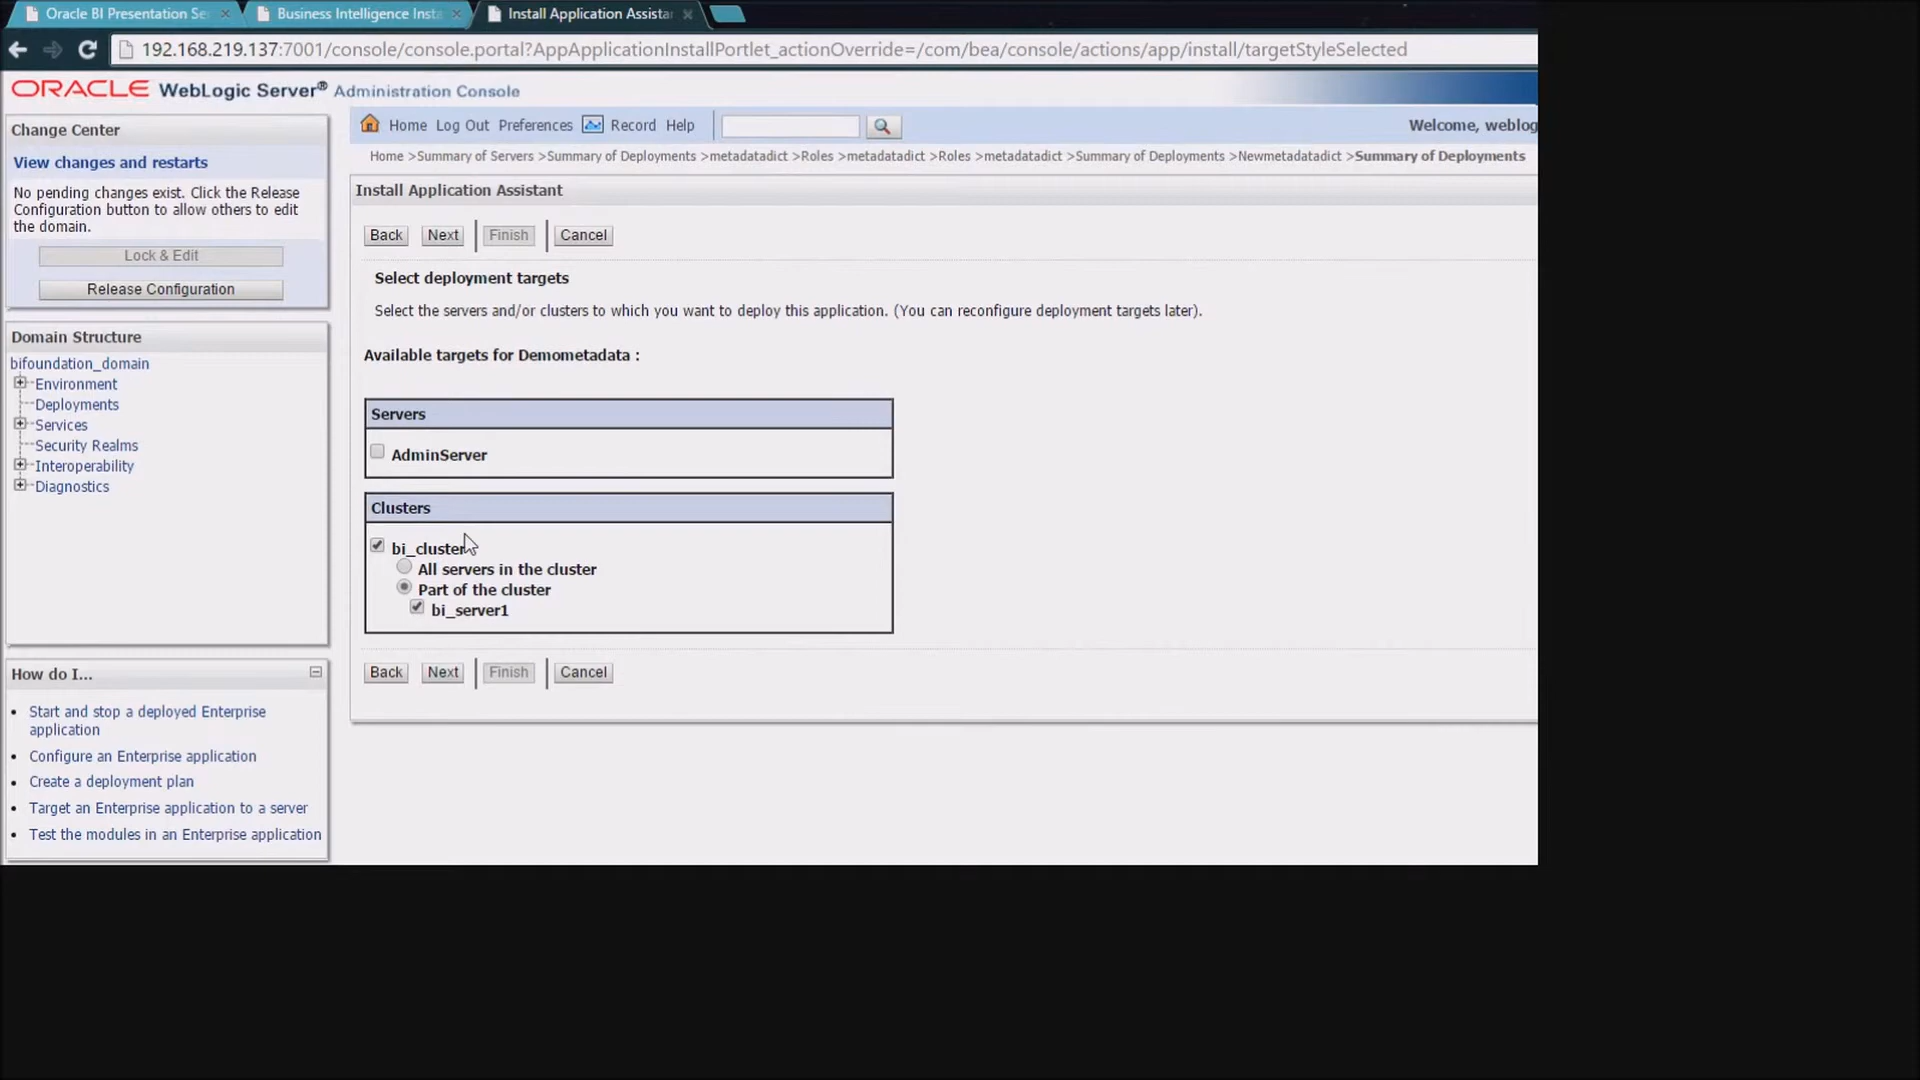 Oracle BI Presentation Se
Business Intelligence Insta
Install Application Assista
192.168.219.137:7001/console/console.portal?AppApplicationInstallPortlet_actionOverride=/com/bea/console/actions/app/install/targetStyleSelected
ORACLE WebLogic Server® Administration Console
Change Center
View changes and restarts
No pending changes exist. Click the Release
Configuration button to allow others to edit
the domain.
Lock & Edit
Release Configuration
Domain Structure
bifoundation_domain
Environment
Deployments
Services
Security Realms
Interoperability
Diagnostics
How do I...
Start and stop a deployed Enterprise
application
Configure an Enterprise application
Create a deployment plan
Target an Enterprise application to a server
Test the modules in an Enterprise application
Home Log Out Preferences Record Help
Welcome, weblog
Home >Summary of Servers >Summary of Deployments >metadatadict >Roles >metadatadict >Roles >metadatadict >Summary of Deployments >Newmetadatadict >Summary of Deployments
Install Application Assistant
Back Next Finish Cancel
Select deployment targets
Select the servers and/or clusters to which you want to deploy this application. (You can reconfigure deployment targets later).
Available targets for Demometadata :
Servers
AdminServer
Clusters
bi_cluster
All servers in the cluster
Part of the cluster
bi_server1
Back Next Finish Cancel